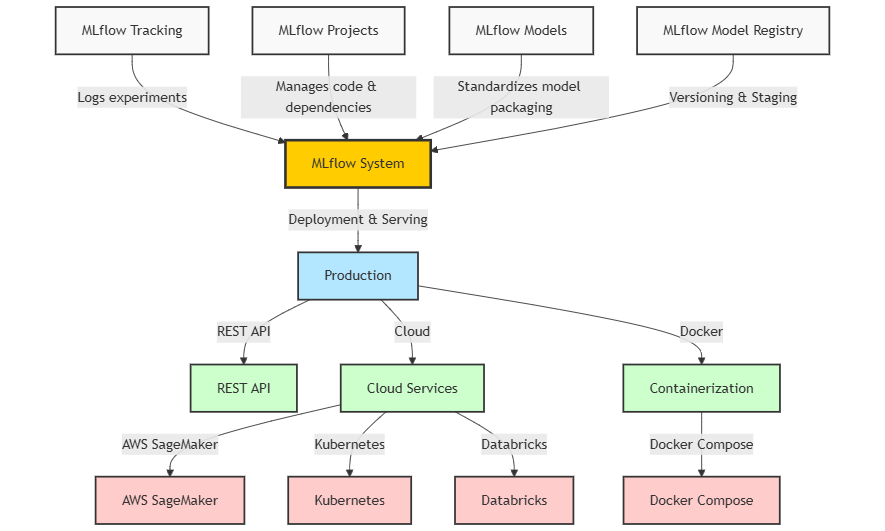 MLflow Tracking
MLflow Projects
MLflow Models
MLflow Model Registry
Logs experiments
Manages code &
dependencies
Standardizes model
packaging
Versioning & Staging
MLflow System
Deployment & Serving
Production
REST API
Cloud
Docker
REST API
Cloud Services
Containerization
AWS SageMaker
Kubernetes
Databricks
Docker Compose
AWS SageMaker
Kubernetes
Databricks
Docker Compose